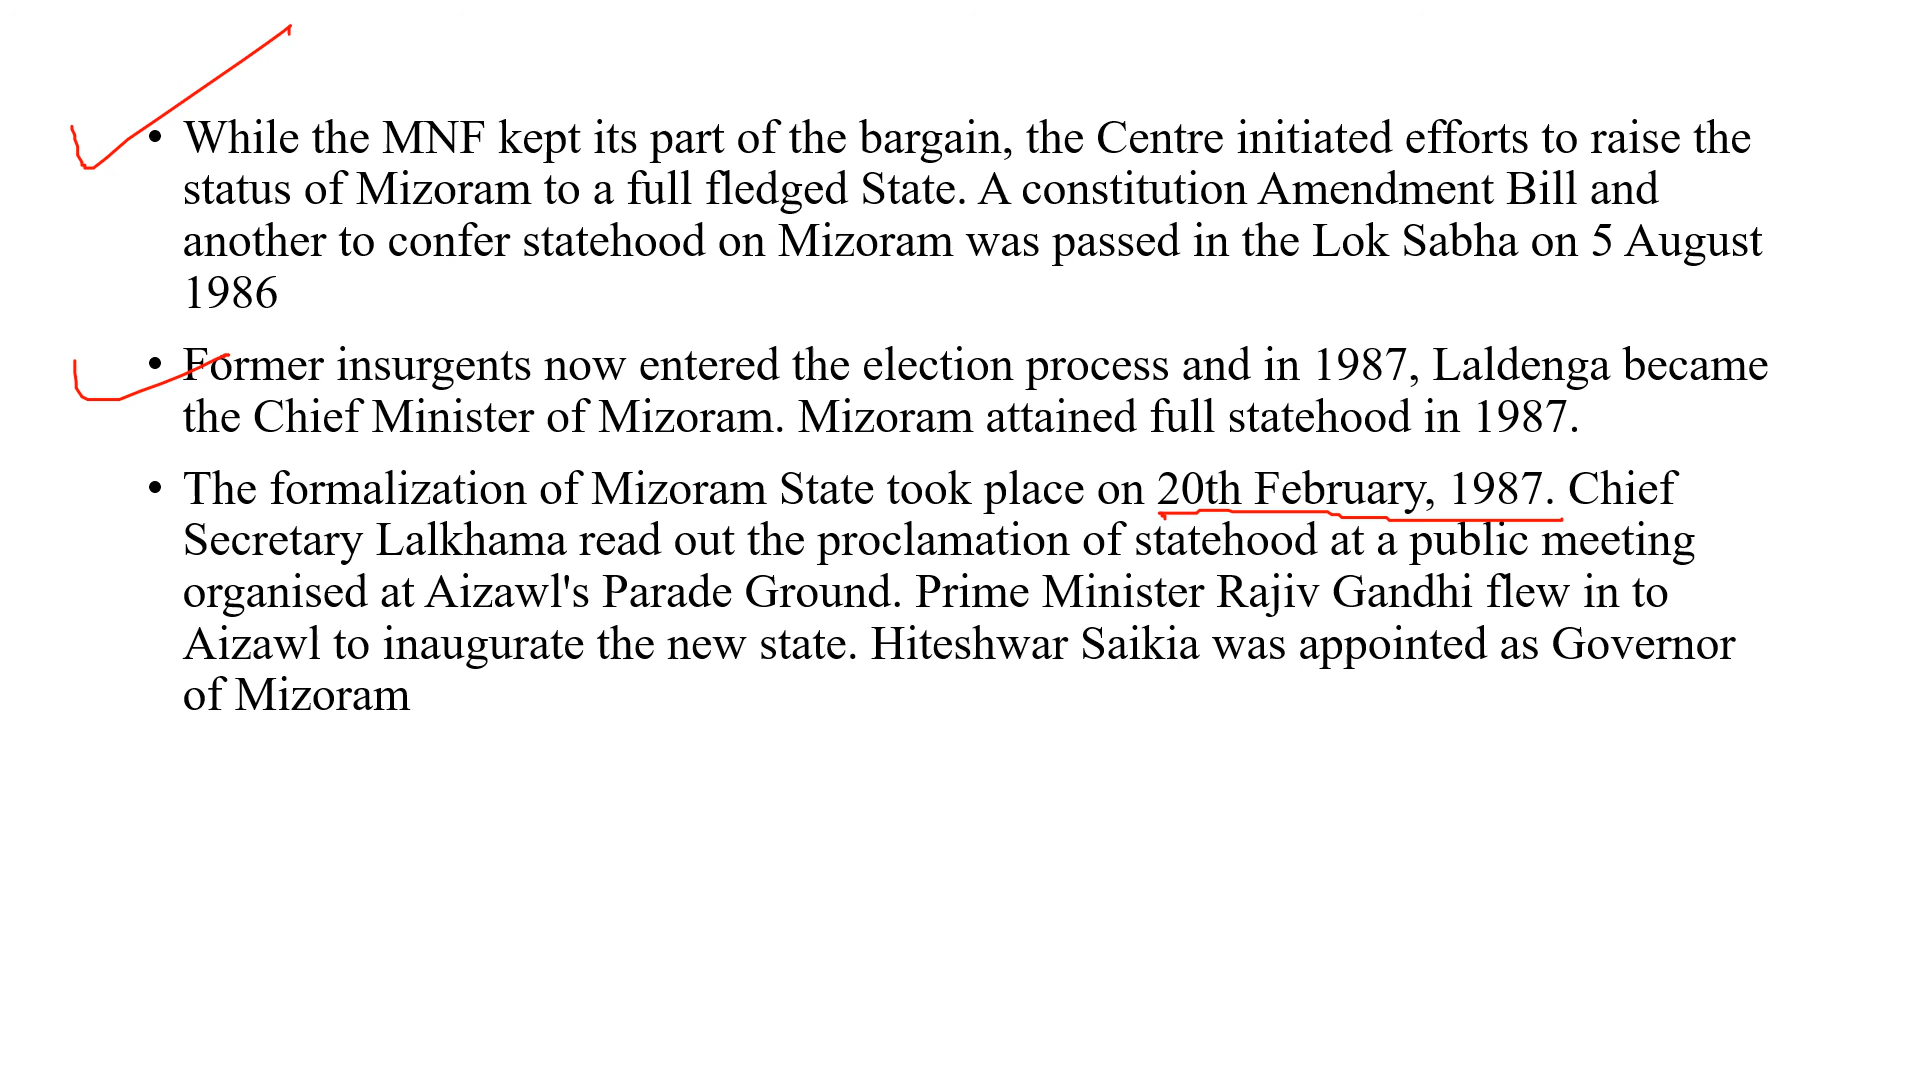 • While the MNF kept its part of the bargain, the Centre initiated efforts to raise the
status of Mizoram to a full fledged State. A constitution Amendment Bill and
another to confer statehood on Mizoram was passed in the Lok Sabha on 5 August
1986
• Former insurgents now entered the election process and in 1987, Laldenga became
the Chief Minister of Mizoram. Mizoram attained full statehood in 1987.
• The formalization of Mizoram State took place on 20th February, 1987. Chief
Secretary Lalkhama read out the proclamation of statehood at a public meeting
organised at Aizawl's Parade Ground. Prime Minister Rajiv Gandhi flew in to
Aizawl to inaugurate the new state. Hiteshwar Saikia was appointed as Governor
of Mizoram